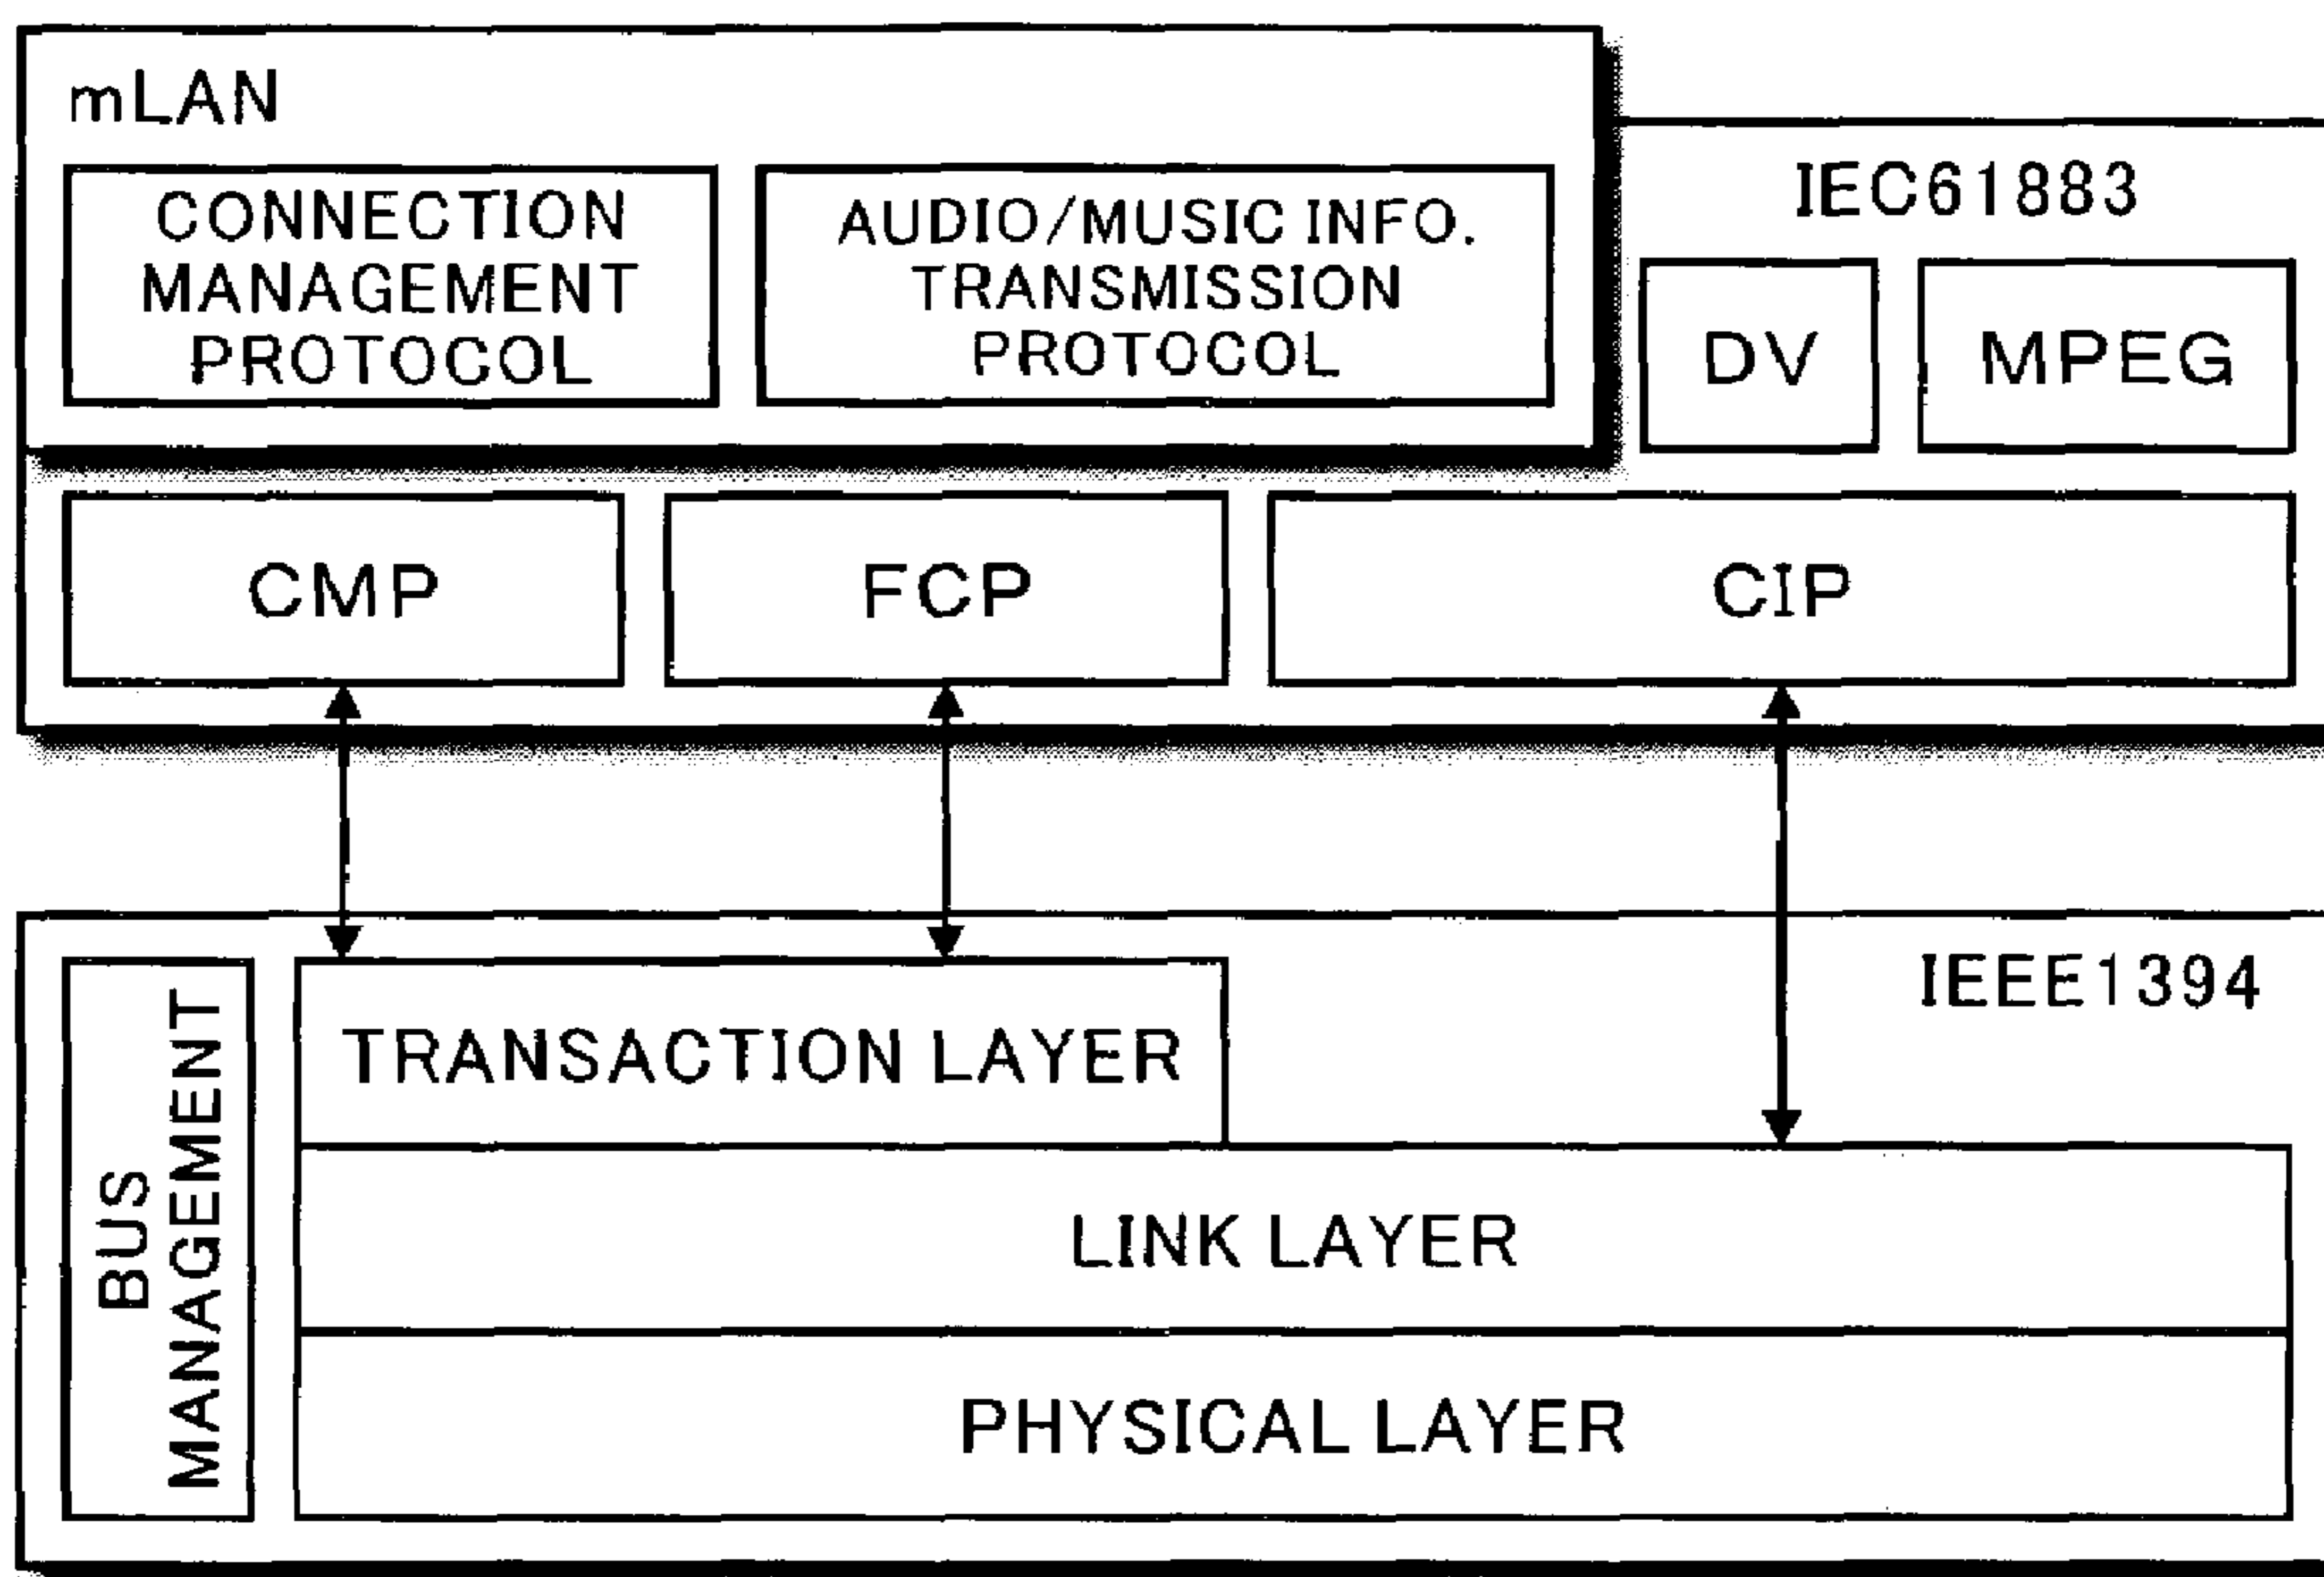 mLAN
CONNECTION
MANAGEMENT
PROTOCOL
AUDIO/MUSIC INFO.
TRANSMISSION
PROTOCOL
IEC61883
DV
MPEG
CMP
FCP
CIP
IEEE1394
BUS
MANAGEMENT
TRANSACTION LAYER
LINK LAYER
PHYSICAL LAYER